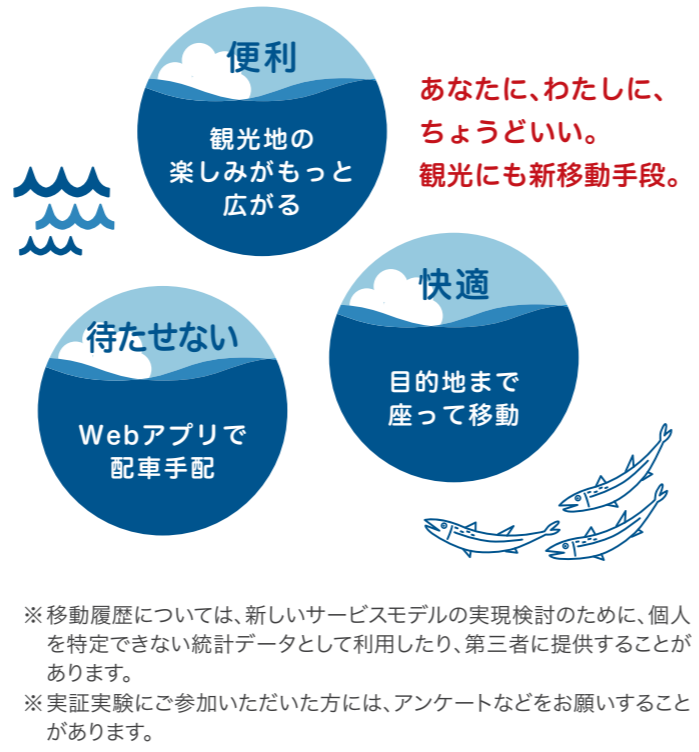 便利
観光地の
楽しみがもっと
広がる
あなたに、わたしに、
ちょうどいい。
観光にも新移動手段。
待たせない
Webアプリで
配車手配
快適
目的地まで
座って移動
※移動履歴については、新しいサービスモデルの実現検討のために、個人
を特定できない統計データとして利用したり、第三者に提供することが
あります。
※実証実験にご参加いただいた方には、アンケートなどをお願いすること
があります。